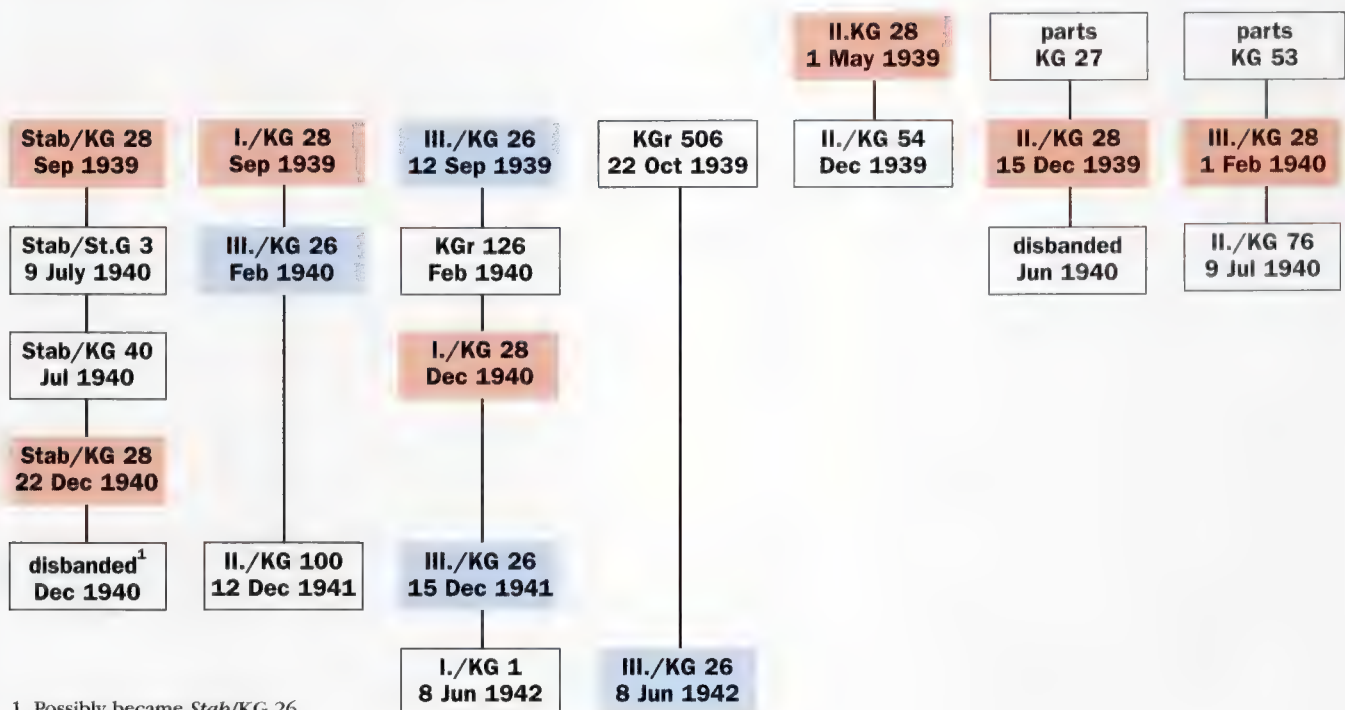 II.KG 28
1 May 1939
parts
KG 27
parts
KG 53
Stab/KG 28
Sep 1939
I./KG 28
Sep 1939
III./KG 26
12 Sep 1939
KGr 506
22 Oct 1939
II./KG 54
Dec 1939
II./KG 28
15 Dec 1939
III./KG 28
1 Feb 1940
Stab/St.G 3
9 July 1940
III./KG 26
Feb 1940
KGr 126
Feb 1940
disbanded
Jun 1940
II./KG 76
9 Jul 1940
Stab/KG 40
Jul 1940
I./KG 28
Dec 1940
Stab/KG 28
22 Dec 1940
disbanded¹
Dec 1940
II./KG 100
12 Dec 1941
III./KG 26
15 Dec 1941
I./KG 1
8 Jun 1942
III./KG 26
8 Jun 1942
1. Possibly became Stab/KG 26